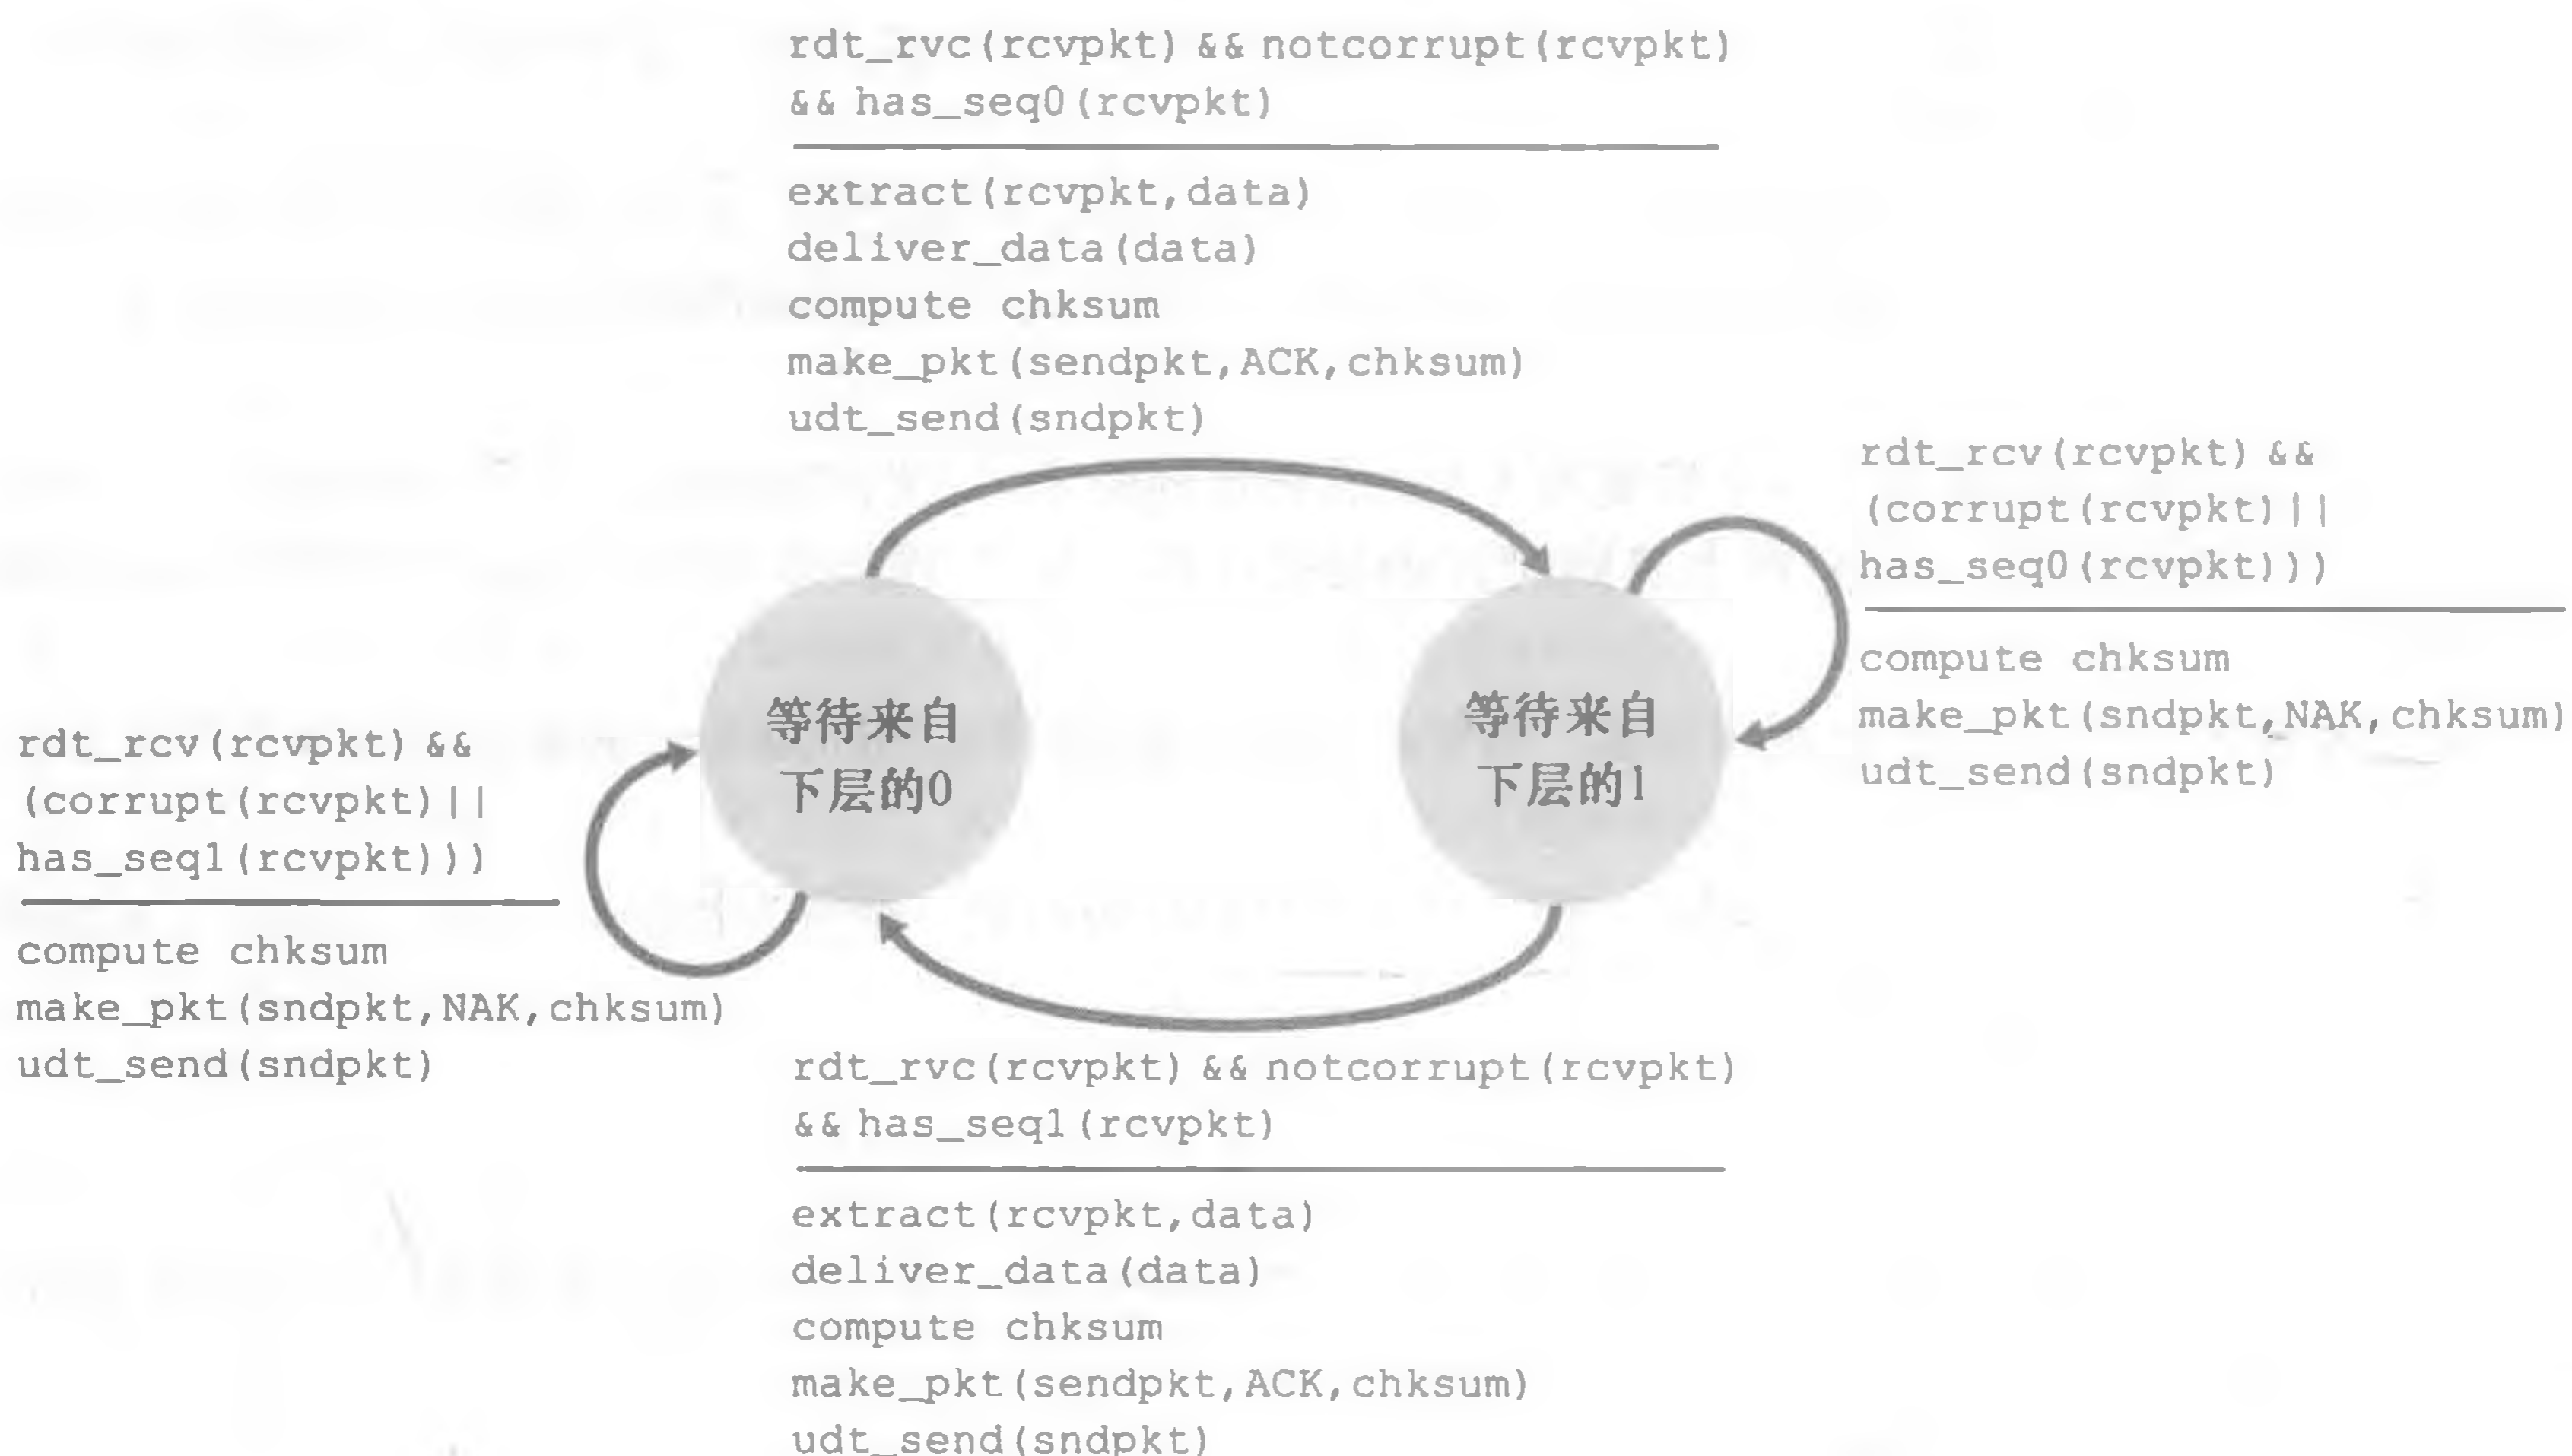 rdt_rvc(rcvpkt) && notcorrupt(rcvpkt)
&& has_seq0(rcvpkt)
extract(rcvpkt,data)
deliver_data(data)
compute chksum
make_pkt(sendpkt,ACK,chksum)
udt_send(sndpkt)
rdt_rcv(rcvpkt) &&
(corrupt(rcvpkt)||
has_seq0(rcvpkt)))
compute chksum
make_pkt(sndpkt,NAK,chksum)
udt_send(sndpkt)
等待来自
下层的0
等待来自
下层的1
rdt_rcv(rcvpkt) &&
(corrupt(rcvpkt)||
has_seq1(rcvpkt)))
compute chksum
make_pkt(sndpkt,NAK,chksum)
udt_send(sndpkt)
rdt_rvc(rcvpkt) && notcorrupt(rcvpkt)
&& has_seq1(rcvpkt)
extract(rcvpkt,data)
deliver_data(data)
compute chksum
make_pkt(sendpkt,ACK,chksum)
udt_send(sndpkt)